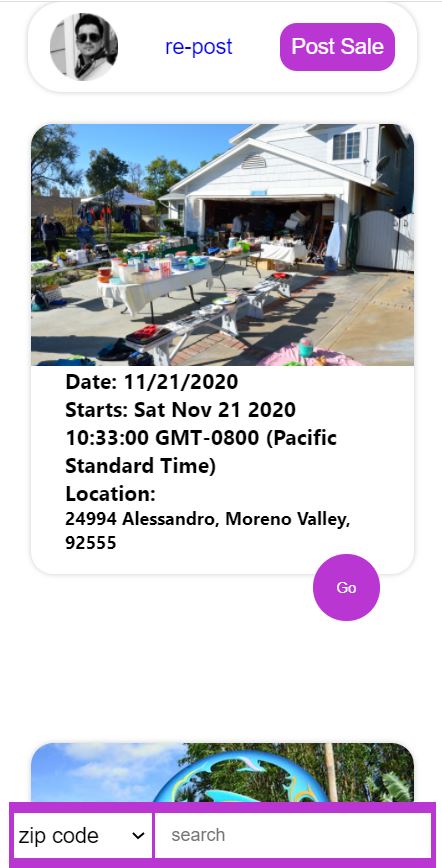 re-post
Post Sale
Date: 11/21/2020
Starts: Sat Nov 21 2020
10:33:00 GMT-0800 (Pacific
Standard Time)
Location:
24994 Alessandro, Moreno Valley,
92555
Go
zip code
search